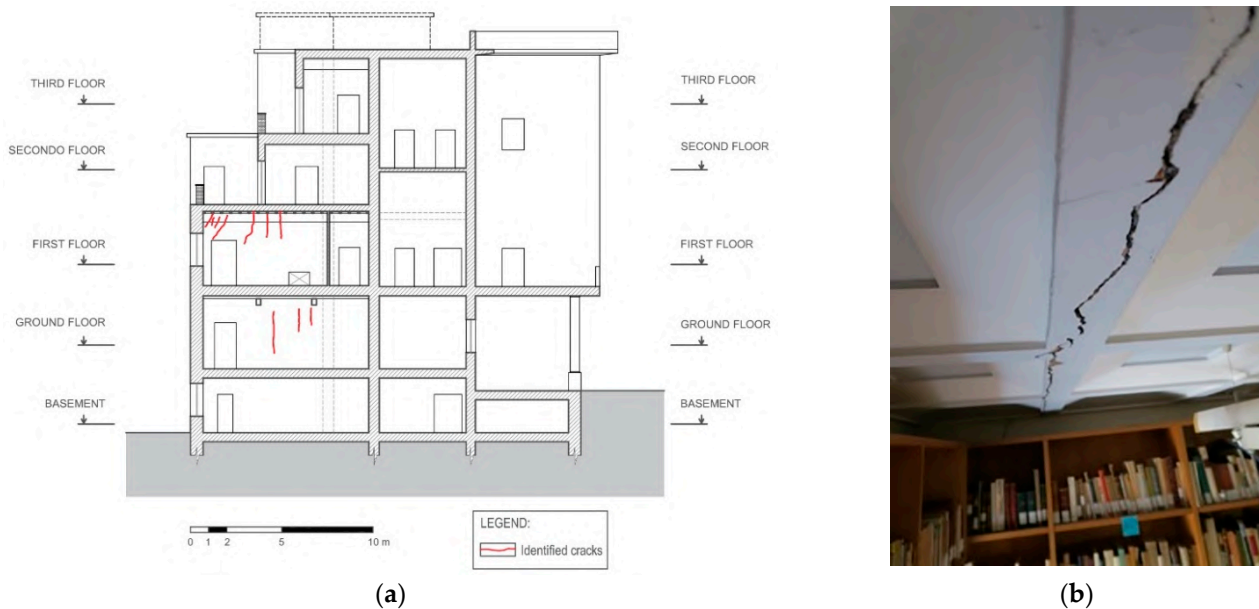 THIRD FLOOR
THIRD FLOOR
SECONDO FLOOR
SECOND FLOOR
FIRST FLOOR
FIRST FLOOR
GROUND FLOOR
GROUND FLOOR
BASEMENT
BASEMENT
0 1 2 5 10 m
LEGEND:
Identified cracks
(a)
(b)